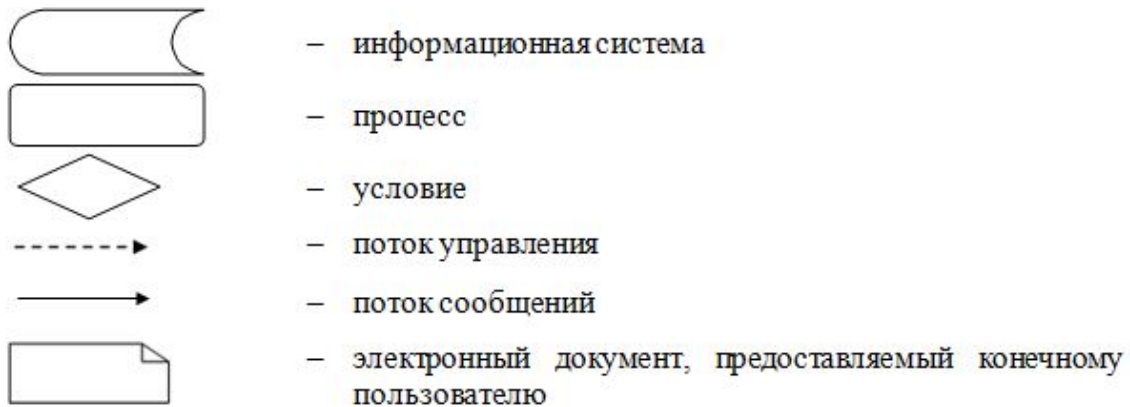 – информационная система
– процесс
– условие
– поток управления
– поток сообщений
– электронный документ, предоставляемый конечному
пользователю